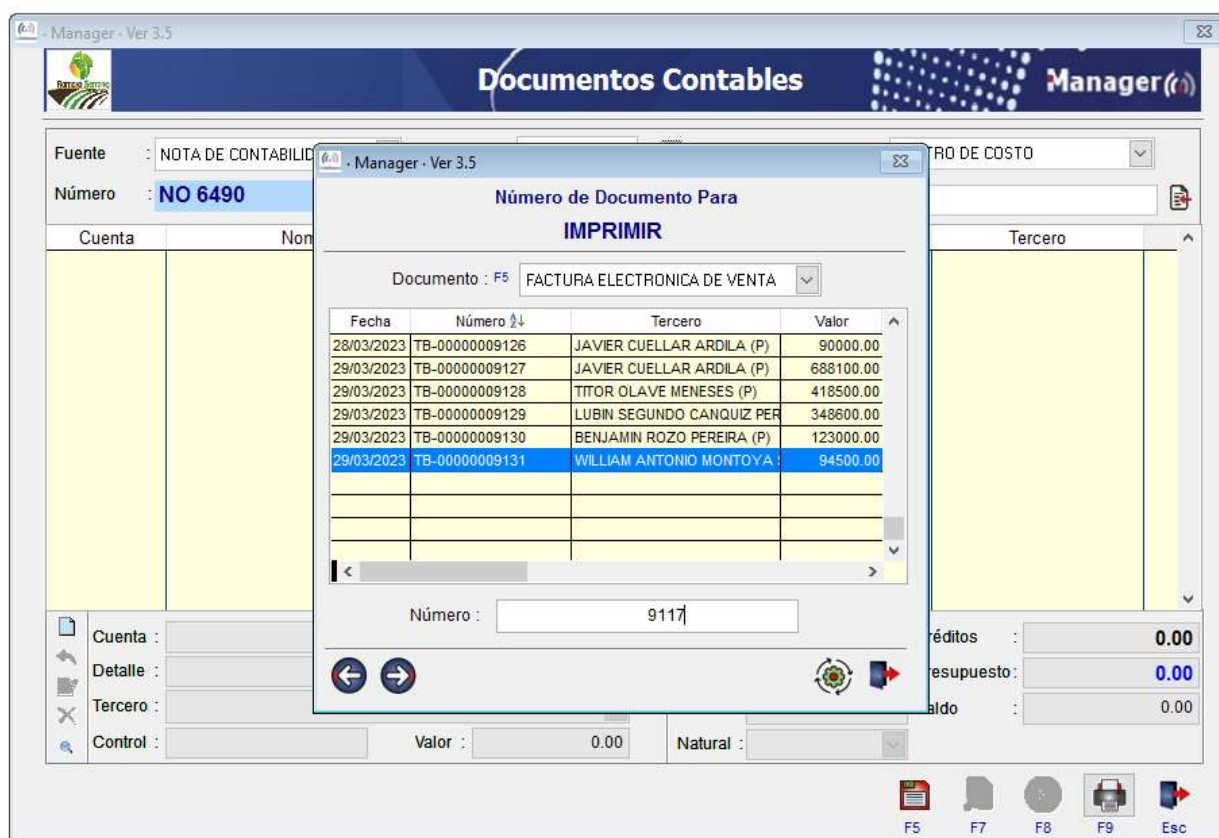 · Manager · Ver 3.5
Documentos Contables
Manager
Fuente : NOTA DE CONTABILID
RO DE COSTO
Número : NO 6490
Cuenta
Nom
Tercero
· Manager · Ver 3.5
Número de Documento Para
IMPRIMIR
Documento : F5 FACTURA ELECTRONICA DE VENTA
Fecha Número Tercero Valor
28/03/2023 TB-00000009126 JAVIER CUELLAR ARDILA (P) 90000.00
29/03/2023 TB-00000009127 JAVIER CUELLAR ARDILA (P) 688100.00
29/03/2023 TB-00000009128 TITOR OLAVE MENESES (P) 418500.00
29/03/2023 TB-00000009129 LUBIN SEGUNDO CANQUIZ PER 348600.00
29/03/2023 TB-00000009130 BENJAMIN ROZO PEREIRA (P) 123000.00
29/03/2023 TB-00000009131 WILLIAM ANTONIO MONTOYA 94500.00
Número : 9117
Cuenta :
réditos : 0.00
Detalle :
resupuesto : 0.00
Tercero :
aldo : 0.00
Control :
Valor : 0.00
Natural :
F5 F7 F8 F9 Esc